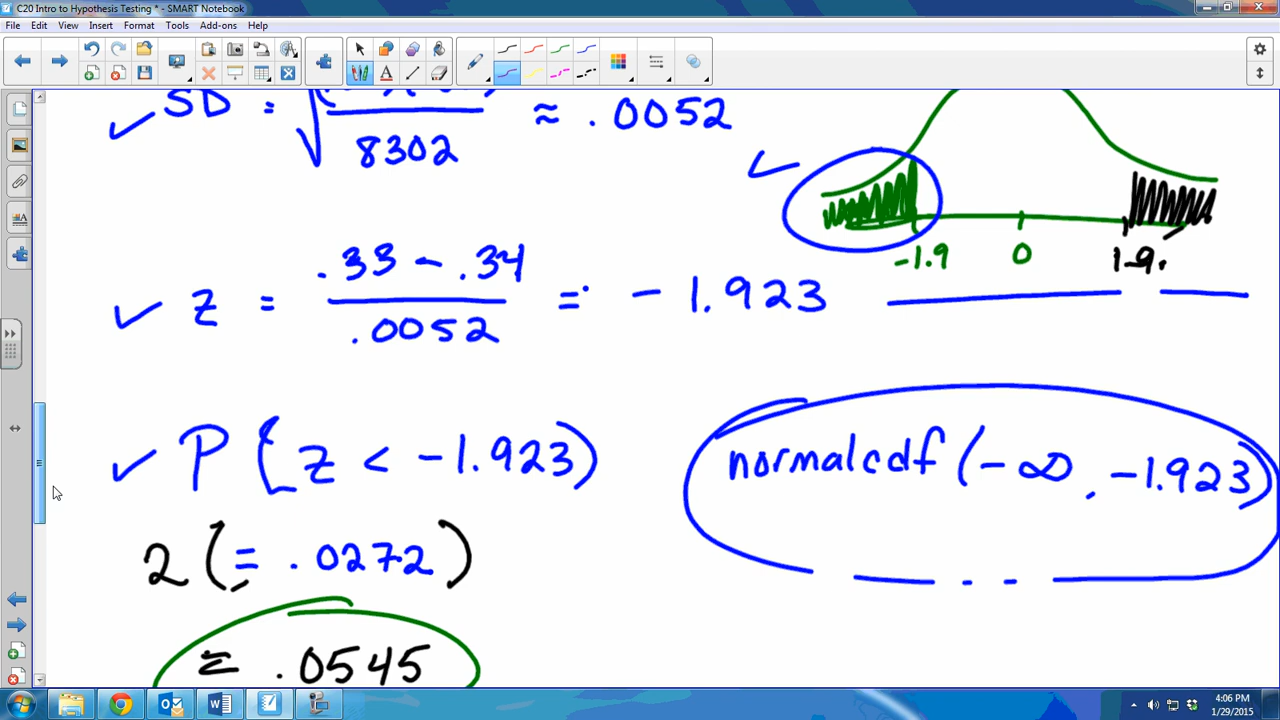 C20 Intro to Hypothesis Testing * - SMART Notebook
File Edit View Insert Format Tools Add-ons Help
✓ SD = √ 8302 ≈ .0052
✓
-1.9 0 1.9.
✓ z = .33 - .34 / .0052 = - 1.923
✓ P ( z < -1.923)
normalcdf (-∞, -1.923)
2 (= .0272)
= .0545
4:06 PM
1/29/2015